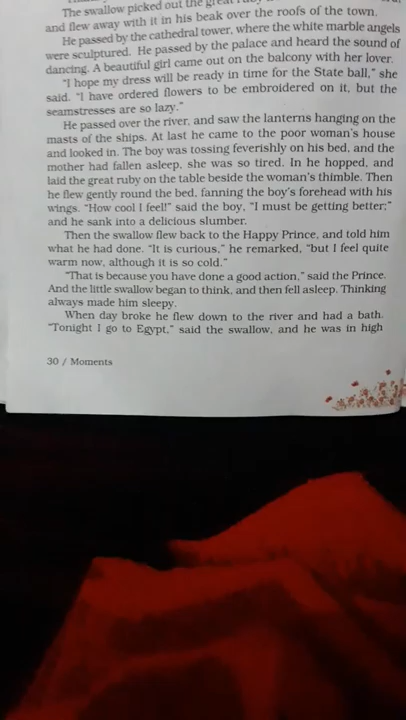 The swallow picked out the great
and flew away with it in his beak over the roofs of the town.
He passed by the cathedral tower, where the white marble angels
were sculptured. He passed by the palace and heard the sound of
dancing. A beautiful girl came out on the balcony with her lover.
"I hope my dress will be ready in time for the State ball," she
said. "I have ordered flowers to be embroidered on it, but the
seamstresses are so lazy."
He passed over the river, and saw the lanterns hanging on the
masts of the ships. At last he came to the poor woman's house
and looked in. The boy was tossing feverishly on his bed, and the
mother had fallen asleep, she was so tired. In he hopped, and
laid the great ruby on the table beside the woman's thimble. Then
he flew gently round the bed, fanning the boy's forehead with his
wings. "How cool I feel!" said the boy, "I must be getting better;"
and he sank into a delicious slumber.
Then the swallow flew back to the Happy Prince, and told him
what he had done. "It is curious," he remarked, "but I feel quite
warm now, although it is so cold."
"That is because you have done a good action," said the Prince.
And the little swallow began to think, and then fell asleep. Thinking
always made him sleepy.
When day broke he flew down to the river and had a bath.
"Tonight I go to Egypt," said the swallow, and he was in high
30 / Moments